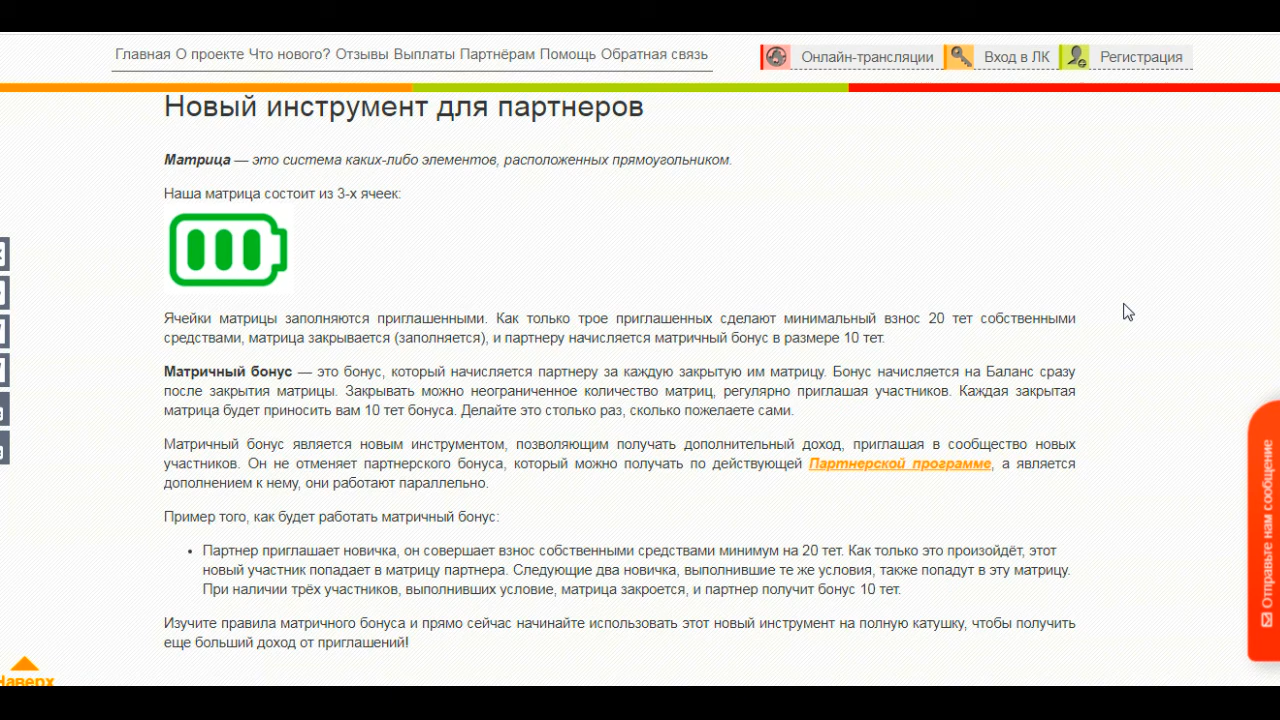 Главная О проекте Что нового? Отзывы Выплаты Партнёрам Помощь Обратная связь
Онлайн-трансляции Вход в ЛК Регистрация
Новый инструмент для партнеров
Матрица — это система каких-либо элементов, расположенных прямоугольником.
Наша матрица состоит из 3-х ячеек:
Ячейки матрицы заполняются приглашенными. Как только трое приглашенных сделают минимальный взнос 20 тет собственными
средствами, матрица закрывается (заполняется), и партнеру начисляется матричный бонус в размере 10 тет.
Матричный бонус — это бонус, который начисляется партнеру за каждую закрытую им матрицу. Бонус начисляется на Баланс сразу
после закрытия матрицы. Закрывать можно неограниченное количество матриц, регулярно приглашая участников. Каждая закрытая
матрица будет приносить вам 10 тет бонуса. Делайте это столько раз, сколько пожелаете сами.
Матричный бонус является новым инструментом, позволяющим получать дополнительный доход, приглашая в сообщество новых
участников. Он не отменяет партнерского бонуса, который можно получать по действующей Партнерской программе, а является
дополнением к нему, они работают параллельно.
Пример того, как будет работать матричный бонус:
• Партнер приглашает новичка, он совершает взнос собственными средствами минимум на 20 тет. Как только это произойдёт, этот
новый участник попадает в матрицу партнера. Следующие два новичка, выполнившие те же условия, также попадут в эту матрицу.
При наличии трёх участников, выполнивших условие, матрица закроется, и партнер получит бонус 10 тет.
Изучите правила матричного бонуса и прямо сейчас начинайте использовать этот новый инструмент на полную катушку, чтобы получить
еще больший доход от приглашений!
Отправьте нам сообщение
Наверх